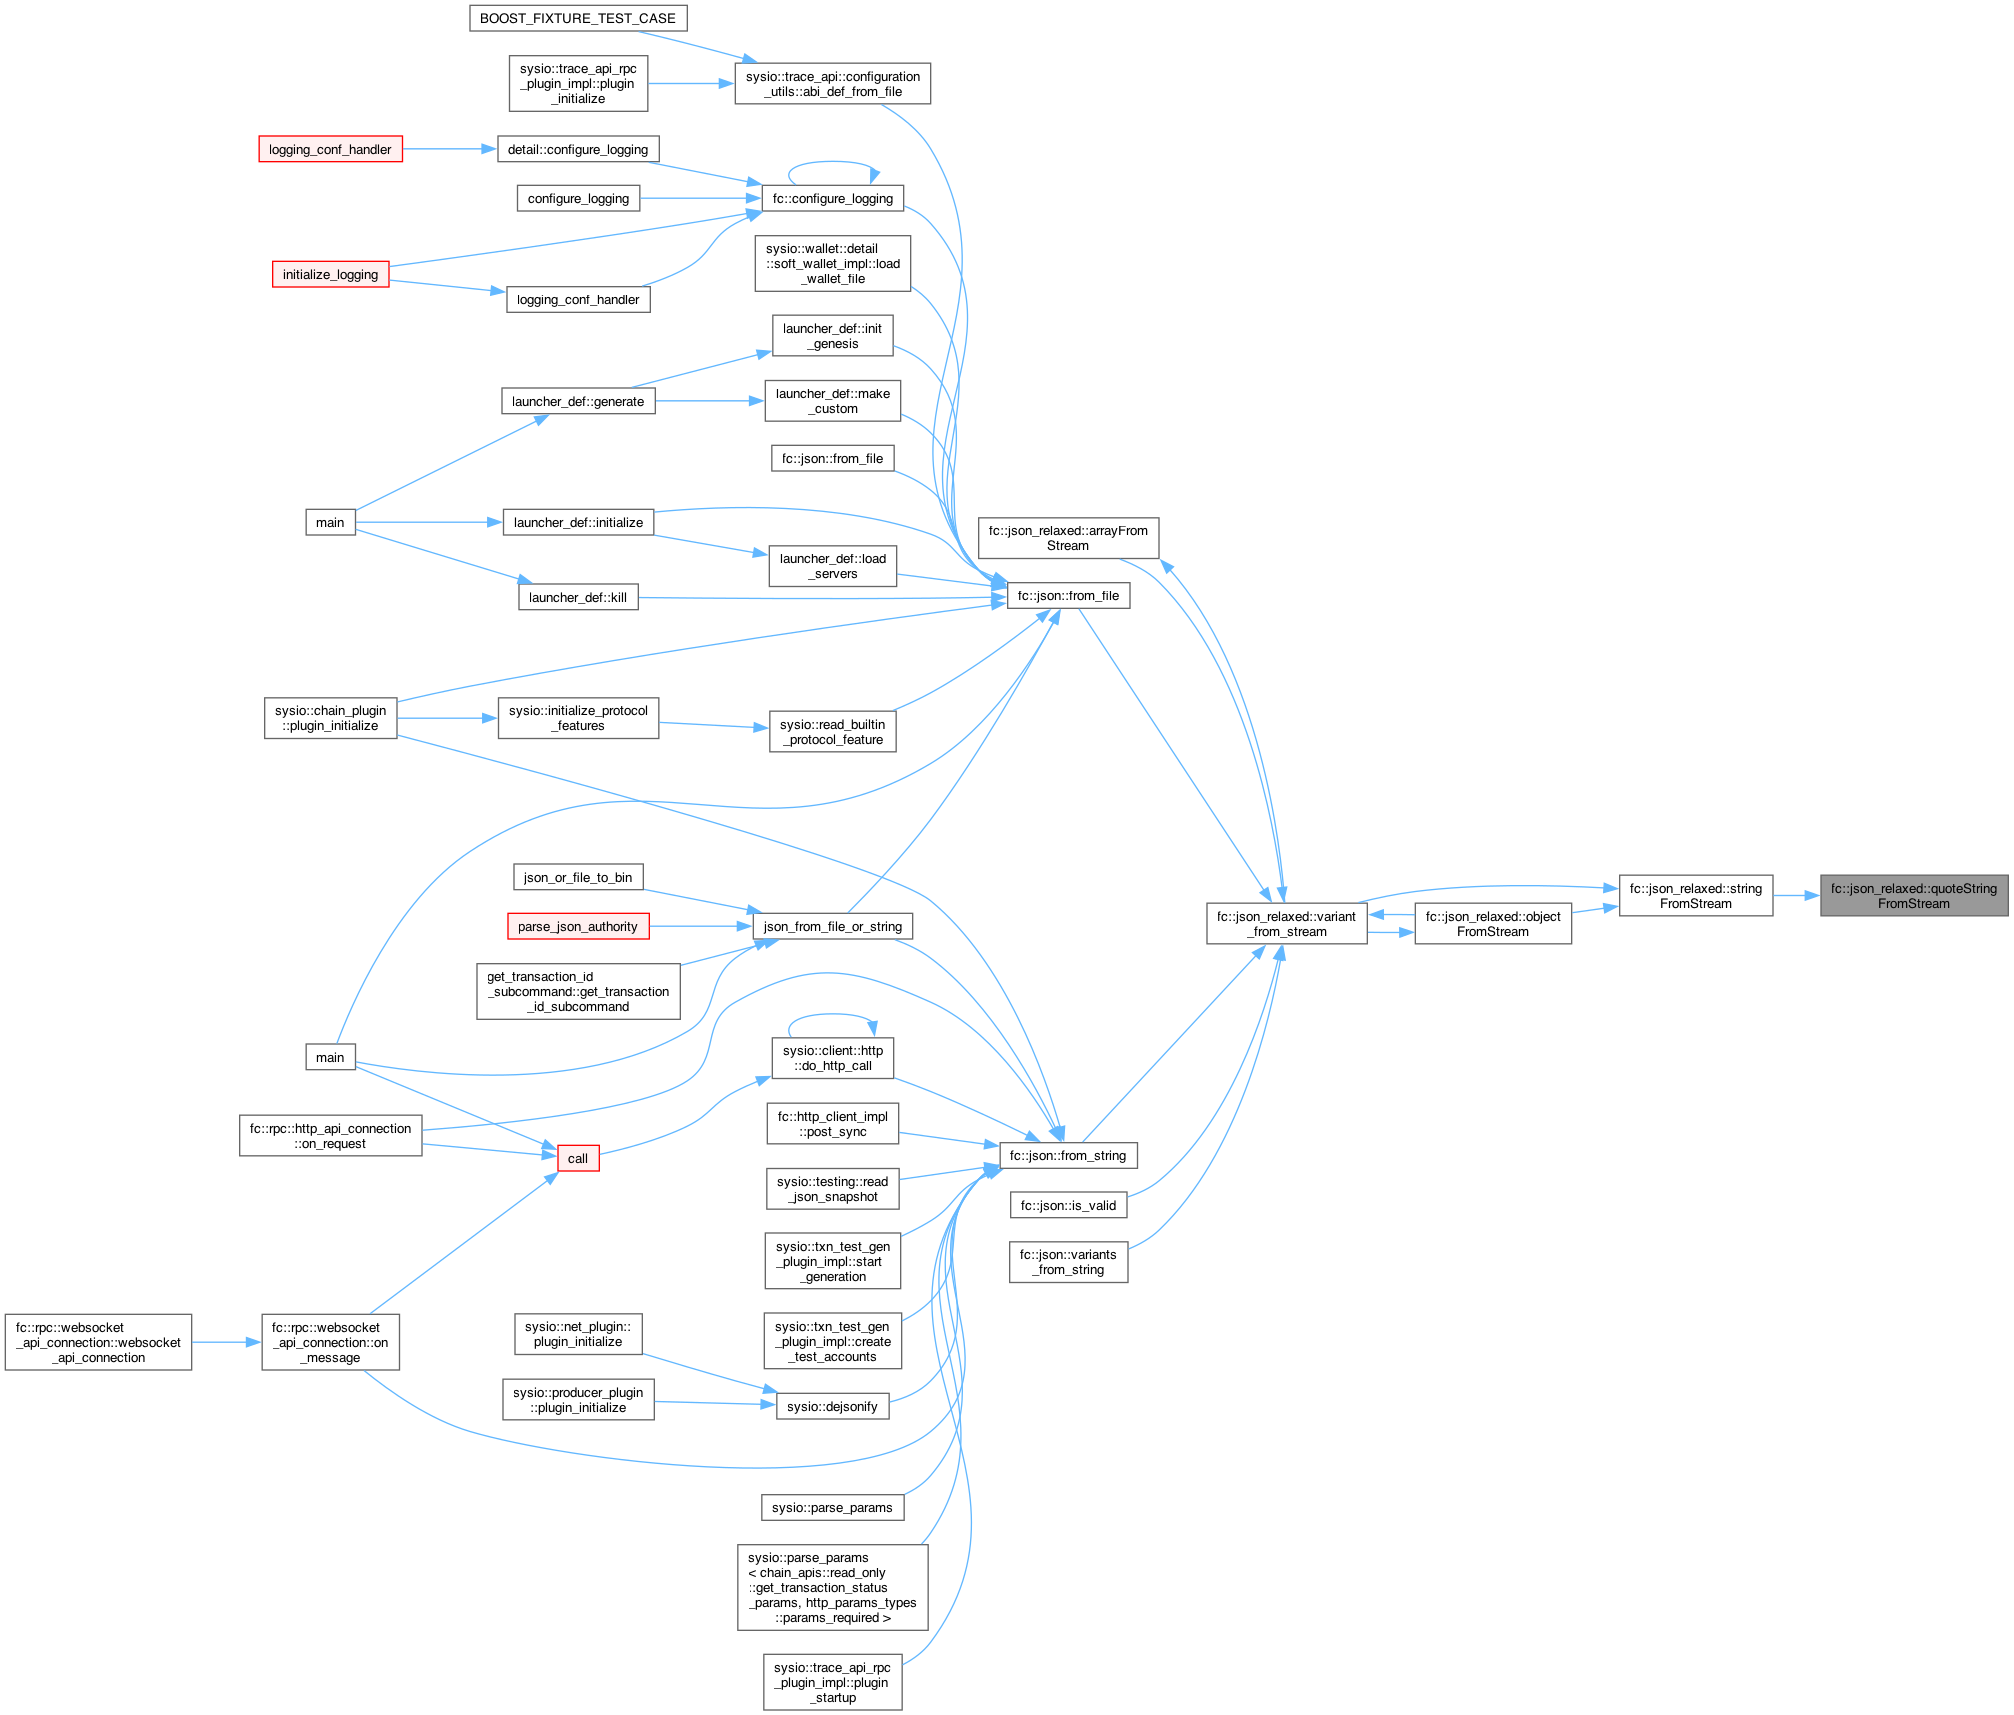 BOOST_FIXTURE_TEST_CASE
sysio::trace_api_rpc
_plugin_impl::plugin
_initialize
sysio::trace_api::configuration
_utils::abi_def_from_file
logging_conf_handler
detail::configure_logging
configure_logging
fc::configure_logging
sysio::wallet::detail
::soft_wallet_impl::load
_wallet_file
initialize_logging
logging_conf_handler
launcher_def::init
_genesis
launcher_def::generate
launcher_def::make
_custom
fc::json::from_file
main
launcher_def::initialize
launcher_def::load
_servers
launcher_def::kill
fc::json_relaxed::arrayFrom
Stream
fc::json::from_file
sysio::chain_plugin
::plugin_initialize
sysio::initialize_protocol
_features
sysio::read_builtin
_protocol_feature
json_or_file_to_bin
parse_json_authority
json_from_file_or_string
get_transaction_id
_subcommand::get_transaction
_id_subcommand
fc::json_relaxed::variant
_from_stream
fc::json_relaxed::object
FromStream
fc::json_relaxed::string
FromStream
fc::json_relaxed::quoteString
FromStream
main
sysio::client::http
::do_http_call
fc::rpc::http_api_connection
::on_request
call
fc::http_client_impl
::post_sync
fc::json::from_string
sysio::testing::read
_json_snapshot
fc::json::is_valid
sysio::txn_test_gen
_plugin_impl::start
_generation
fc::json::variants
_from_string
fc::rpc::websocket
_api_connection::websocket
_api_connection
fc::rpc::websocket
_api_connection::on
_message
sysio::net_plugin::
plugin_initialize
sysio::txn_test_gen
_plugin_impl::create
_test_accounts
sysio::producer_plugin
::plugin_initialize
sysio::dejsonify
sysio::parse_params
sysio::parse_params
< chain_apis::read_only
::get_transaction_status
_params, http_params_types
::params_required >
sysio::trace_api_rpc
_plugin_impl::plugin
_startup